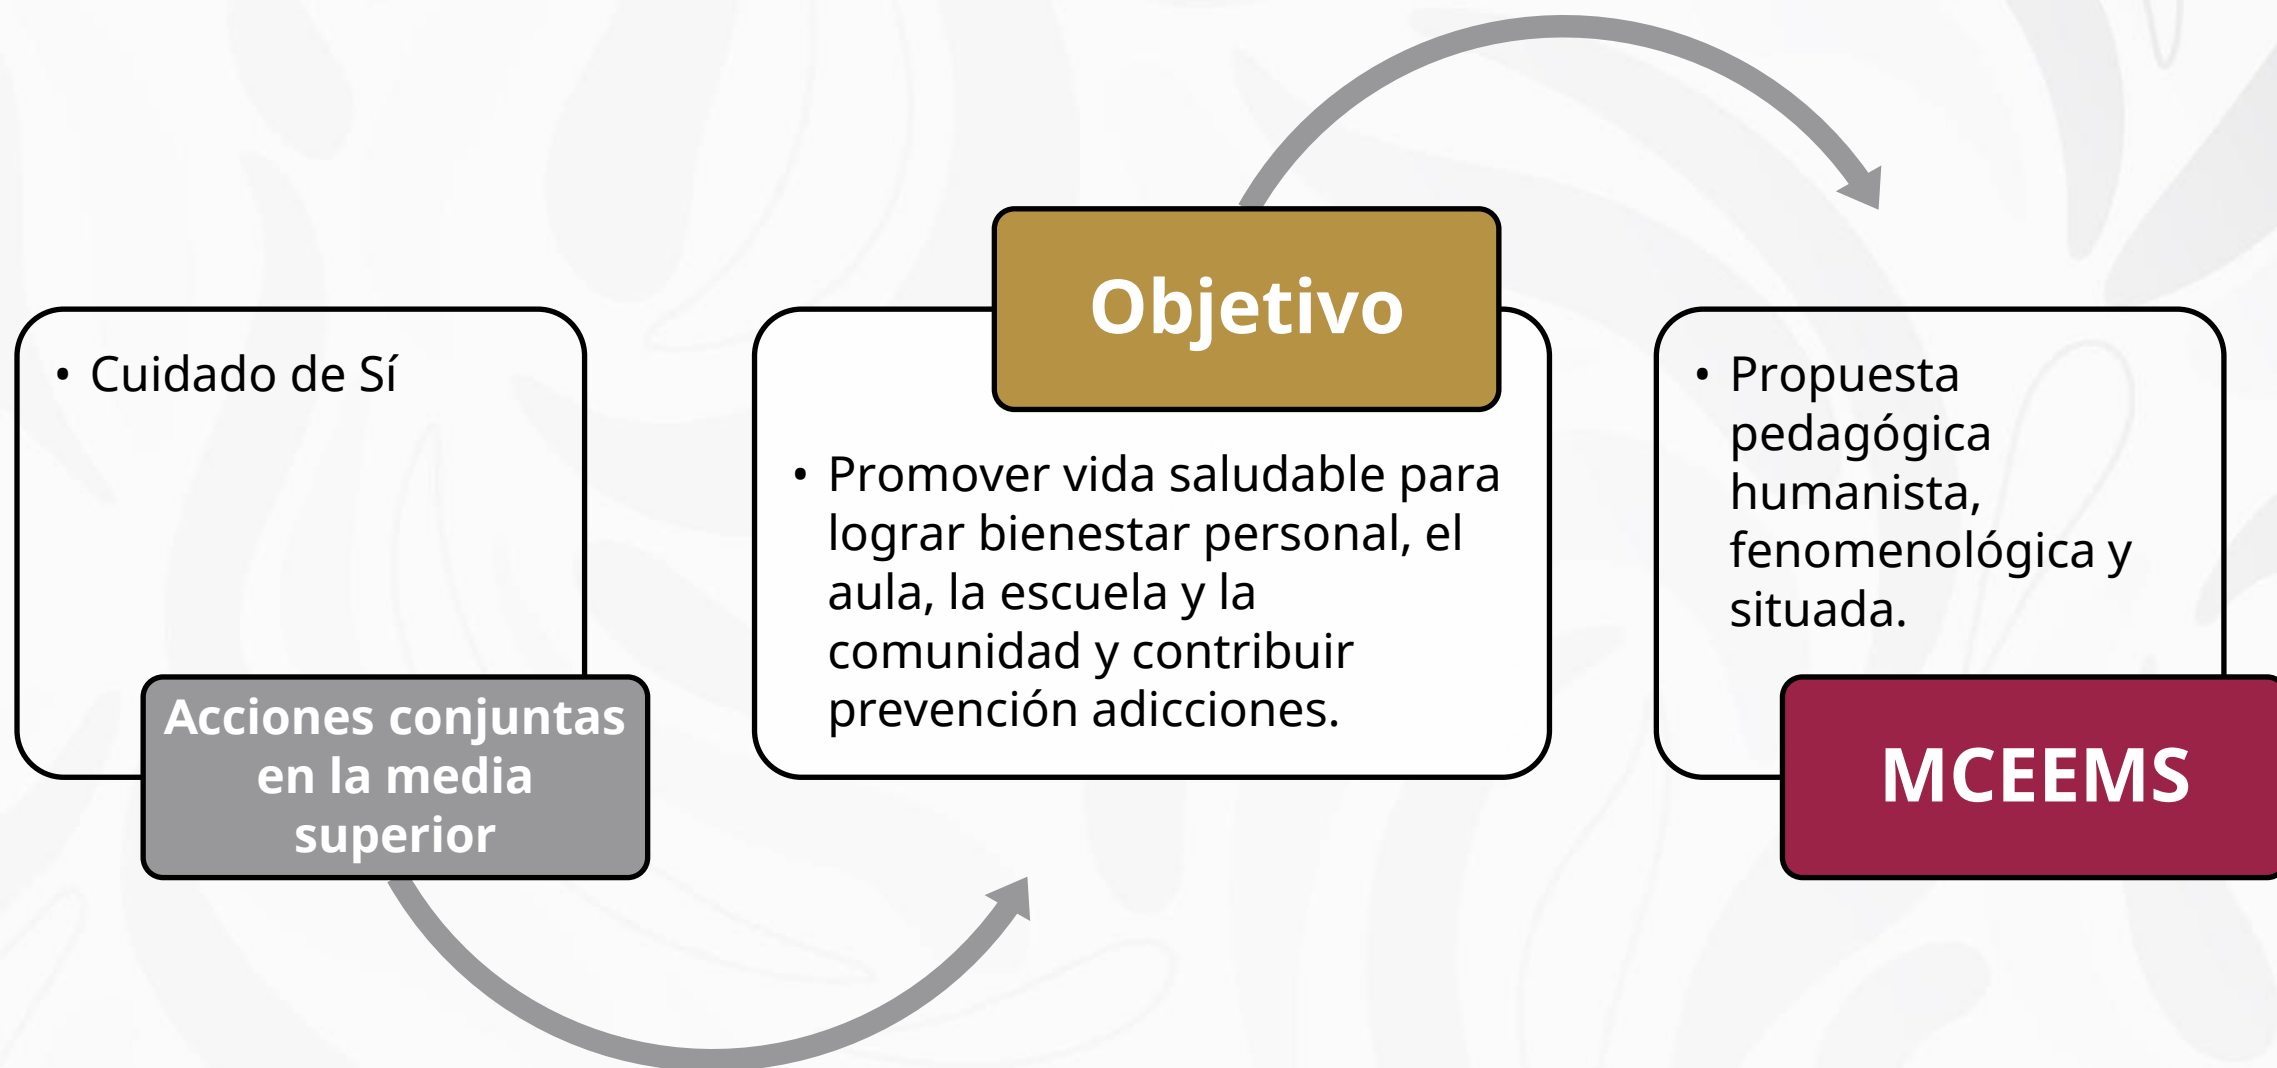 • Cuidado de Sí
Acciones conjuntas
en la media
superior
Objetivo
• Promover vida saludable para
lograr bienestar personal, el
aula, la escuela y la
comunidad y contribuir
prevención adicciones.
• Propuesta
pedagógica
humanista,
fenomenológica y
situada.
MCEEMS